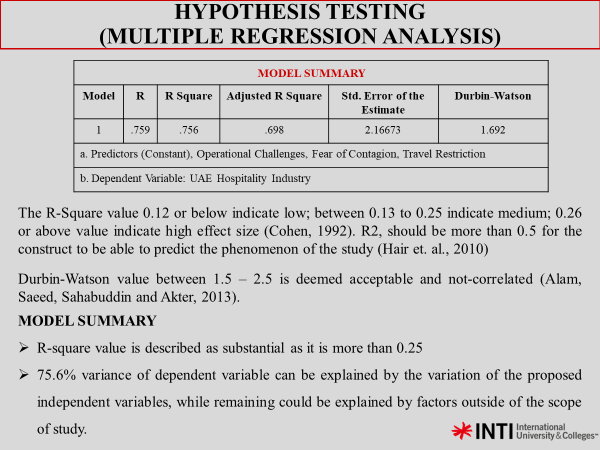 HYPOTHESIS TESTING
(MULTIPLE REGRESSION ANALYSIS)
MODEL SUMMARY
Model R R Square Adjusted R Square Std. Error of the Estimate Durbin-Watson
1 .759 .756 .698 2.16673 1.692
a. Predictors (Constant), Operational Challenges, Fear of Contagion, Travel Restriction
b. Dependent Variable: UAE Hospitality Industry
The R-Square value 0.12 or below indicate low; between 0.13 to 0.25 indicate medium; 0.26
or above value indicate high effect size (Cohen, 1992). R2, should be more than 0.5 for the
construct to be able to predict the phenomenon of the study (Hair et. al., 2010)
Durbin-Watson value between 1.5 – 2.5 is deemed acceptable and not-correlated (Alam,
Saeed, Sahabuddin and Akter, 2013).
MODEL SUMMARY
➢ R-square value is described as substantial as it is more than 0.25
➢ 75.6% variance of dependent variable can be explained by the variation of the proposed
independent variables, while remaining could be explained by factors outside of the scope
of study.
INTI International
University & Colleges™